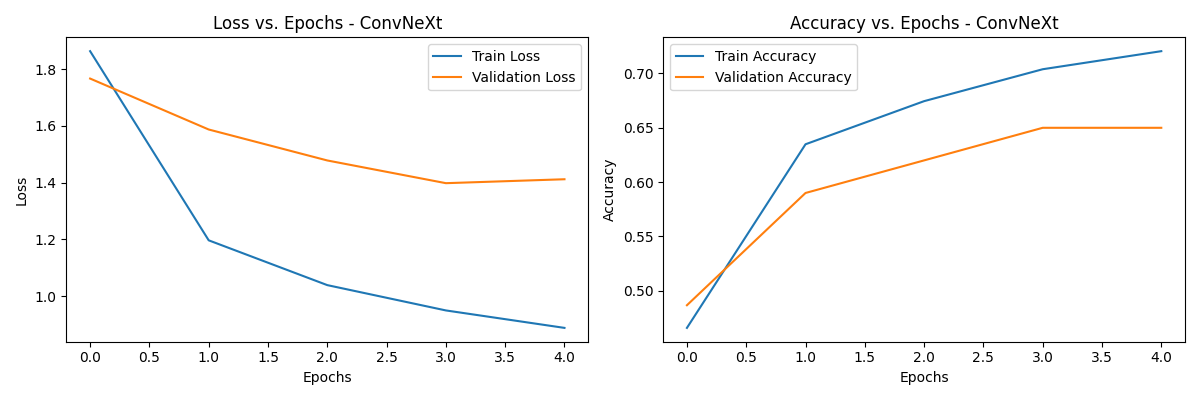 Loss vs. Epochs - ConvNeXt
Train Loss
Validation Loss
1.8
1.6
1.4
1.2
1.0
Loss
0.0 0.5 1.0 1.5 2.0 2.5 3.0 3.5 4.0
Epochs
Accuracy vs. Epochs - ConvNeXt
Train Accuracy
Validation Accuracy
0.70
0.65
0.60
0.55
0.50
Accuracy
0.0 0.5 1.0 1.5 2.0 2.5 3.0 3.5 4.0
Epochs